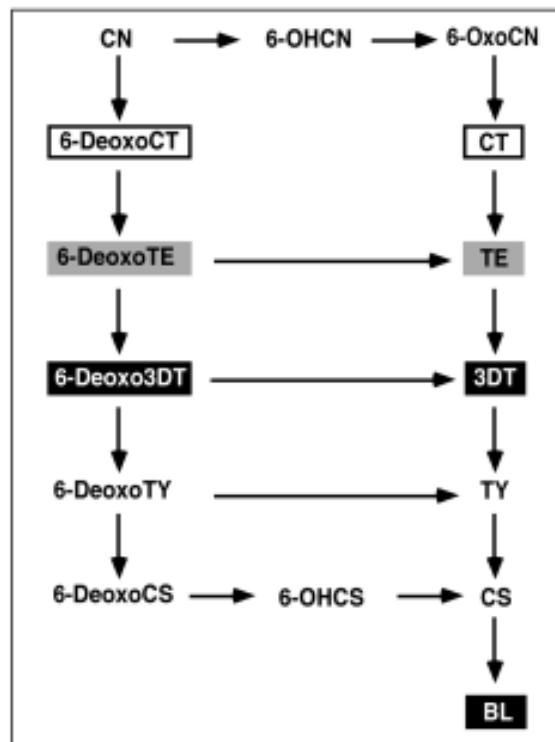 CN 6-OHCN 6-OxoCN
6-DeoxoCT CT
6-DeoxoTE TE
6-Deoxo3DT 3DT
6-DeoxoTY TY
6-DeoxoCS 6-OHCS CS
BL